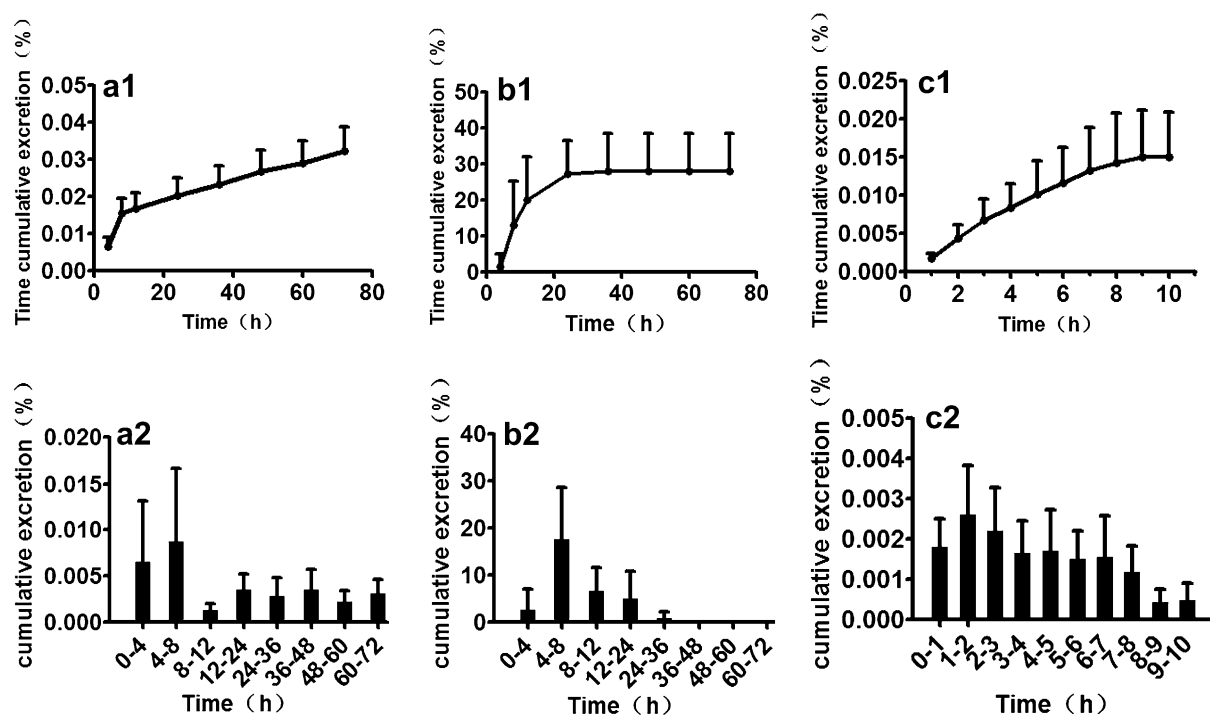 a1
Time cumulative excretion (%)
0.05
0.04
0.03
0.02
0.01
0.00
0 20 40 60 80
Time（h）
b1
Time cumulative excretion (%)
50
40
30
20
10
0
0 20 40 60 80
Time（h）
c1
Time cumulative excretion (%)
0.025
0.020
0.015
0.010
0.005
0.000
0 2 4 6 8 10
Time（h）
a2
cumulative excretion (%)
0.020
0.015
0.010
0.005
0.000
0-4 4-8 8-12 12-24 24-36 36-48 48-60 60-72
Time（h）
b2
cumulative excretion (%)
40
30
20
10
0
0-4 4-8 8-12 12-24 24-36 36-48 48-60 60-72
Time（h）
c2
cumulative excretion (%)
0.005
0.004
0.003
0.002
0.001
0.000
0-1 1-2 2-3 3-4 4-5 5-6 6-7 7-8 8-9 9-10
Time（h）